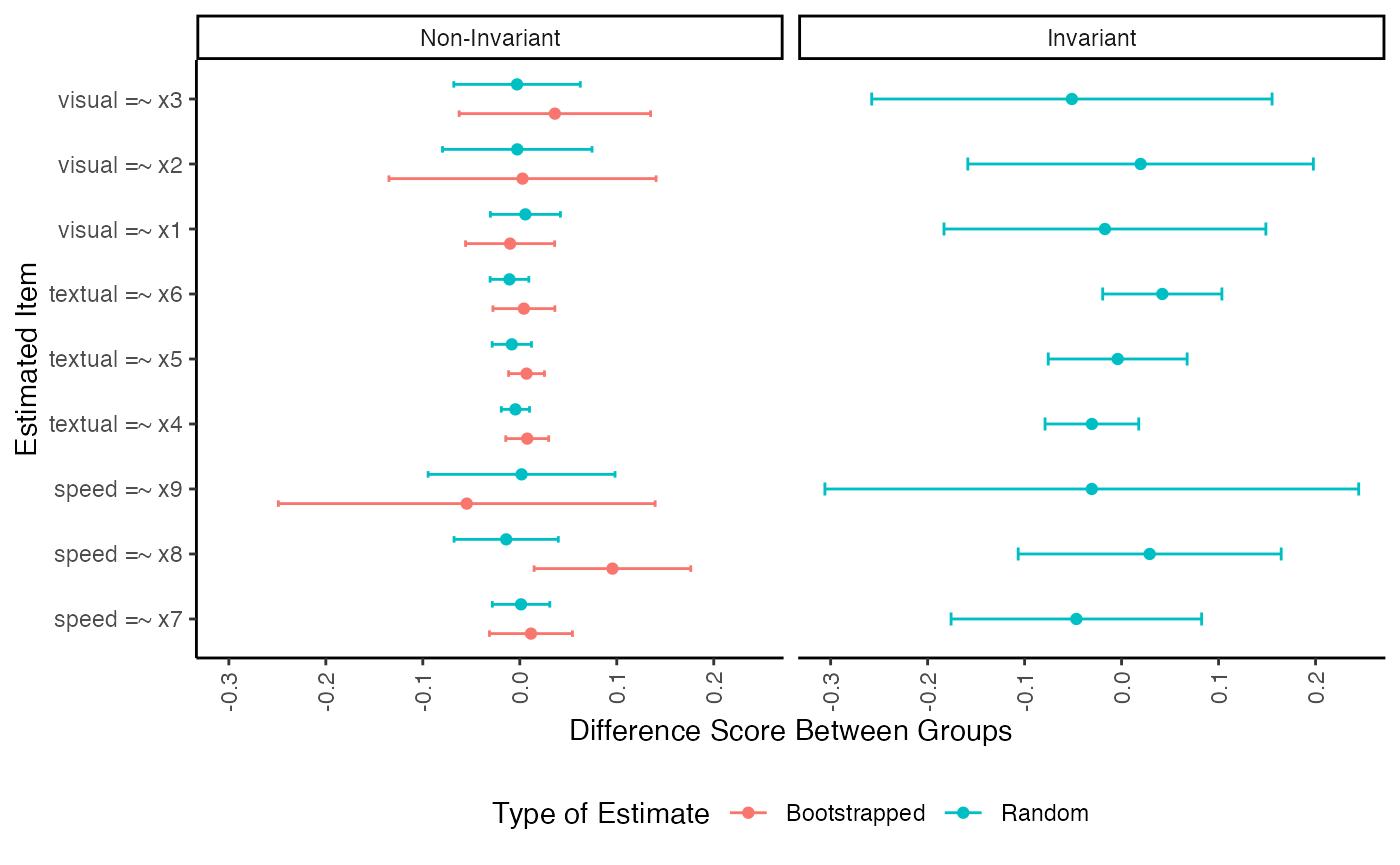 Non-Invariant
Invariant
visual =~ x3
visual =~ x2
visual =~ x1
textual =~ x6
textual =~ x5
textual =~ x4
speed =~ x9
speed =~ x8
speed =~ x7
Estimated Item
-0.3 -0.2 -0.1 0.0 0.1 0.2
-0.3 -0.2 -0.1 0.0 0.1 0.2
Difference Score Between Groups
Type of Estimate Bootstrapped Random